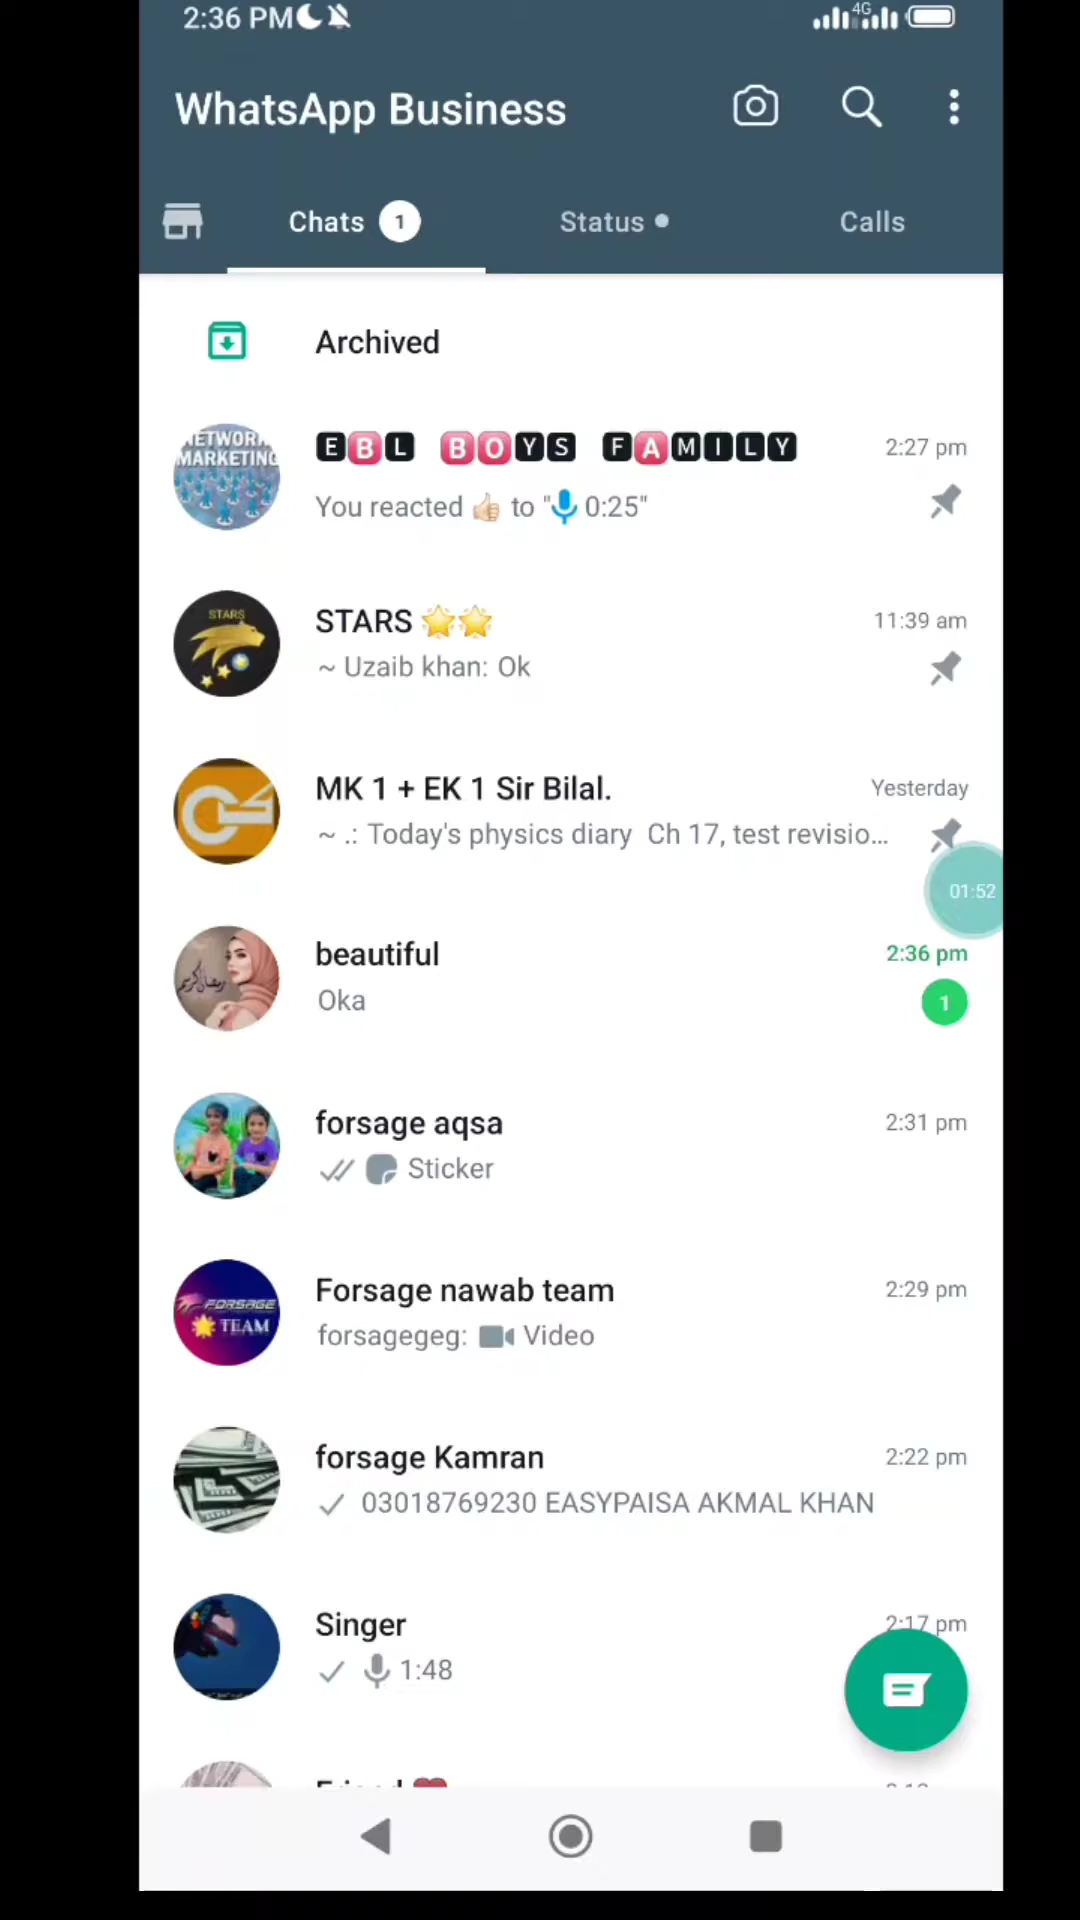 2:36 PM 4G
WhatsApp Business
Chats 1 Status Calls
Archived
NETWORK
MARKETING
EBL BOYS FAMILY 2:27 pm
You reacted 👍🏻 to "🎤 0:25"
STARS
STARS 🌟🌟 11:39 am
~ Uzaib khan: Ok
MK 1 + EK 1 Sir Bilal. Yesterday
~ .: Today's physics diary Ch 17, test revisio...
01:52
beautiful 2:36 pm
Oka 1
forsage aqsa 2:31 pm
Sticker
Forsage nawab team 2:29 pm
FORSAGE
TEAM
forsagegeg: Video
forsage Kamran 2:22 pm
03018769230 EASYPAISA AKMAL KHAN
Singer 2:17 pm
1:48